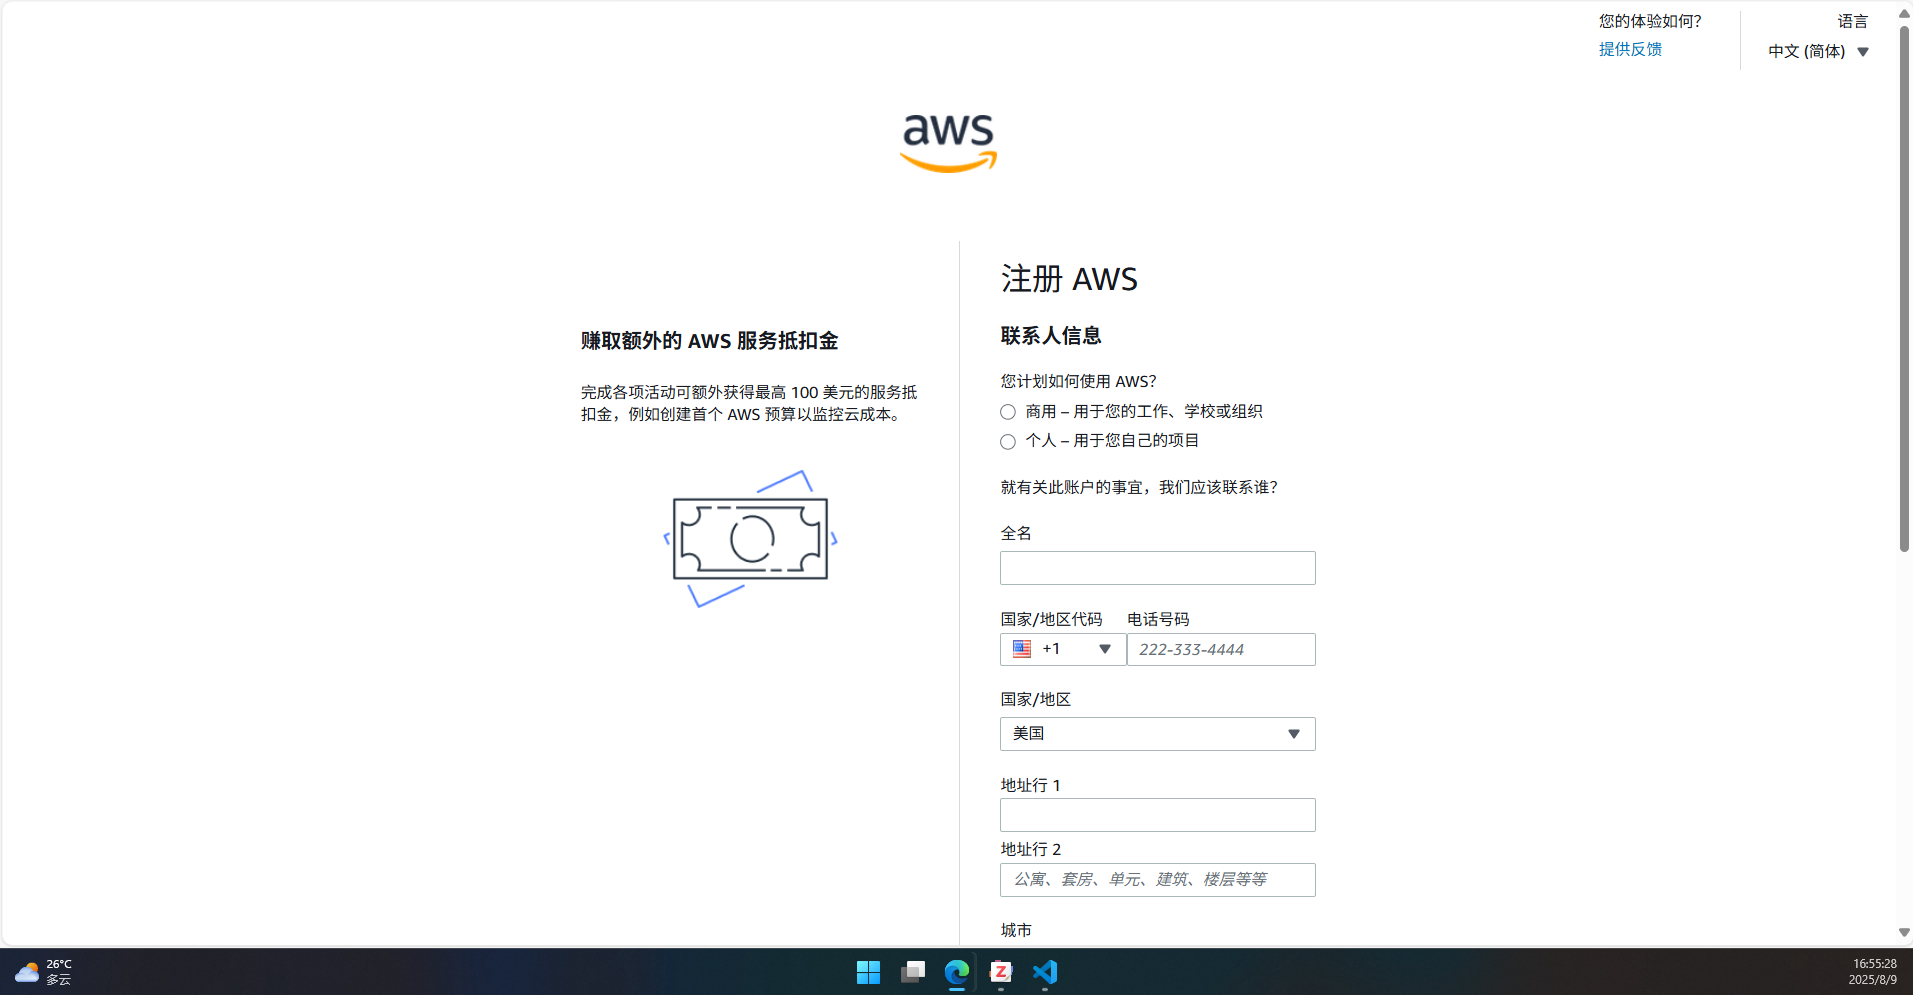 您的体验如何?
提供反馈
语言
中文 (简体)
aws
赚取额外的 AWS 服务抵扣金
完成各项活动可额外获得最高 100 美元的服务抵
扣金，例如创建首个 AWS 预算以监控云成本。
注册 AWS
联系人信息
您计划如何使用 AWS?
商用 – 用于您的工作、学校或组织
个人 – 用于您自己的项目
就有关此账户的事宜，我们应该联系谁?
全名
国家/地区代码 电话号码
+1 222-333-4444
国家/地区
美国
地址行 1
地址行 2
公寓、套房、单元、建筑、楼层等等
城市
26°C
多云
Z
16:55:28
2025/8/9